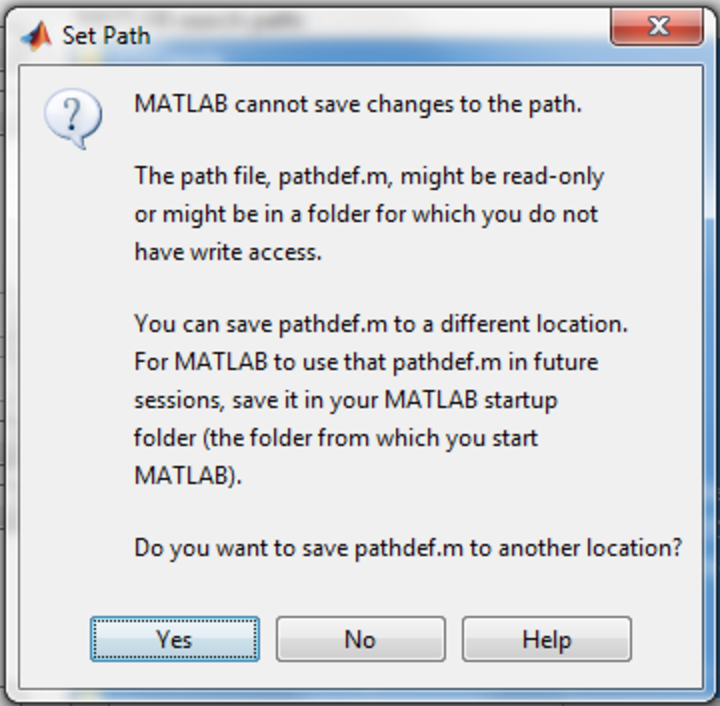 Set Path
MATLAB cannot save changes to the path.
The path file, pathdef.m, might be read-only
or might be in a folder for which you do not
have write access.
You can save pathdef.m to a different location.
For MATLAB to use that pathdef.m in future
sessions, save it in your MATLAB startup
folder (the folder from which you start
MATLAB).
Do you want to save pathdef.m to another location?
Yes
No
Help